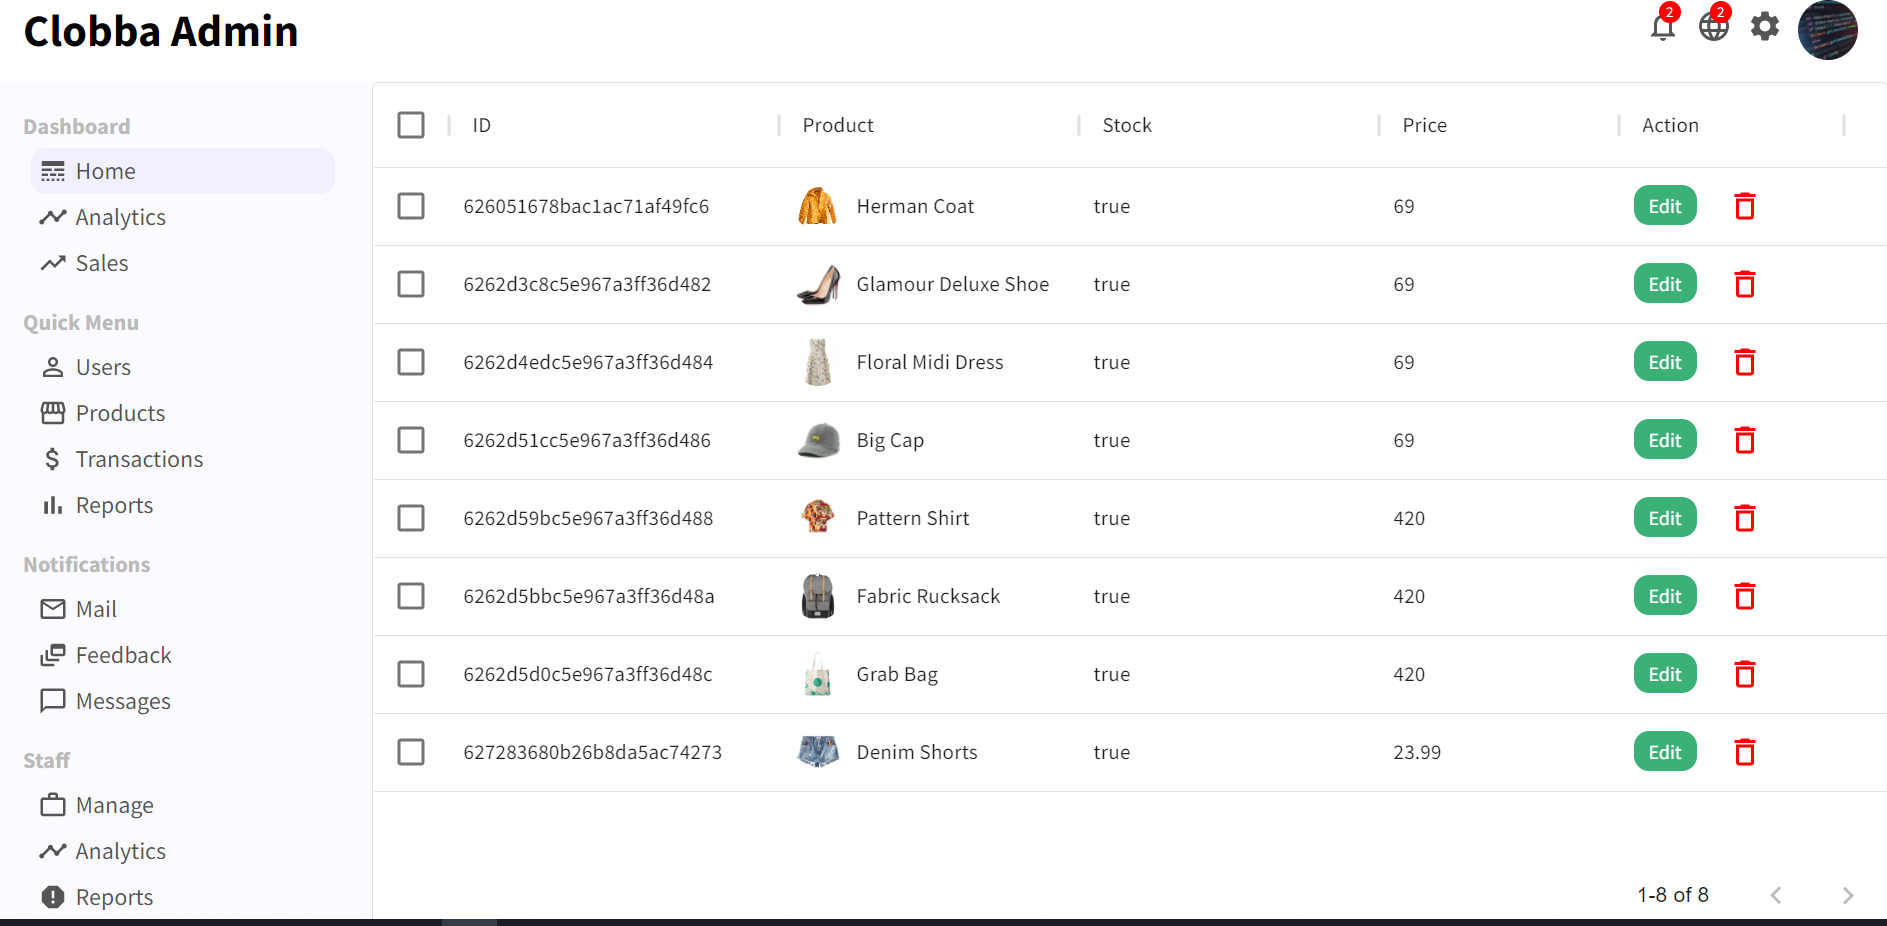 Clobba Admin
2
2
Dashboard
Home
Analytics
Sales
Quick Menu
Users
Products
Transactions
Reports
Notifications
Mail
Feedback
Messages
Staff
Manage
Analytics
Reports
ID Product Stock Price Action
626051678bac1ac71af49fc6 Herman Coat true 69 Edit
6262d3c8c5e967a3ff36d482 Glamour Deluxe Shoe true 69 Edit
6262d4edc5e967a3ff36d484 Floral Midi Dress true 69 Edit
6262d51cc5e967a3ff36d486 Big Cap true 69 Edit
6262d59bc5e967a3ff36d488 Pattern Shirt true 420 Edit
6262d5bbc5e967a3ff36d48a Fabric Rucksack true 420 Edit
6262d5d0c5e967a3ff36d48c Grab Bag true 420 Edit
627283680b26b8da5ac74273 Denim Shorts true 23.99 Edit
1-8 of 8